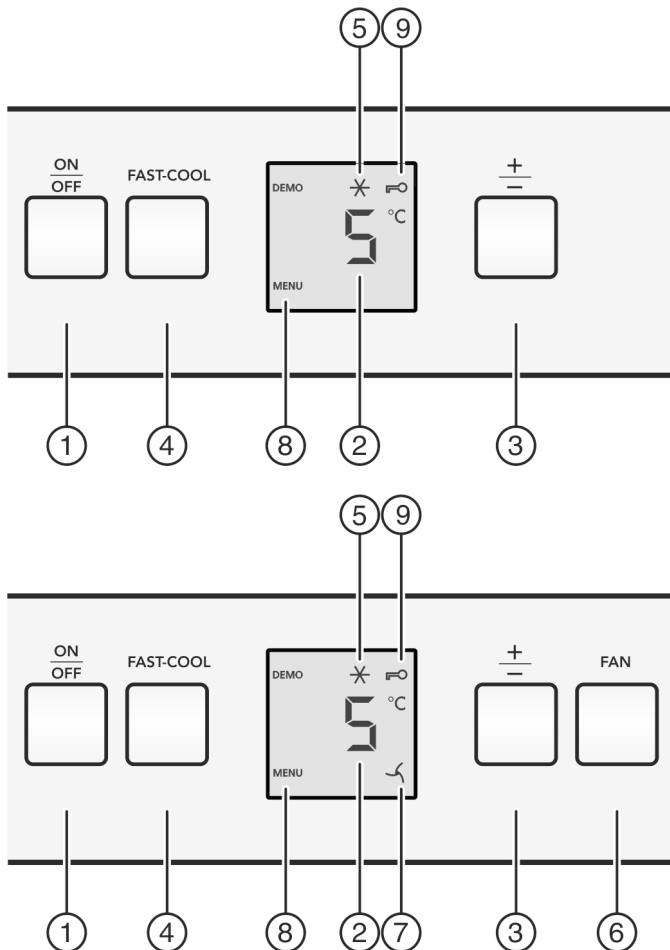 5 9
ON
OFF
FAST-COOL
DEMO
5 °C
MENU
+
−
1 4 8 2 3
5 9
ON
OFF
FAST-COOL
DEMO
5 °C
MENU
+
−
FAN
1 4 8 2 7 3 6